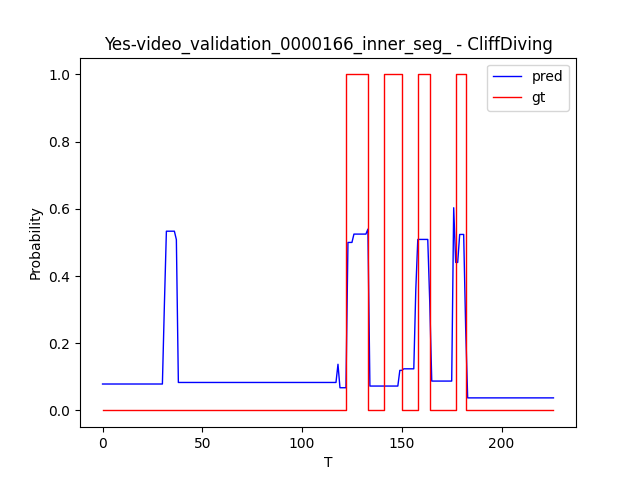 Yes-video_validation_0000166_inner_seg_ - CliffDiving
pred
gt
Probability
1.0
0.8
0.6
0.4
0.2
0.0
0
50
100
150
200
T